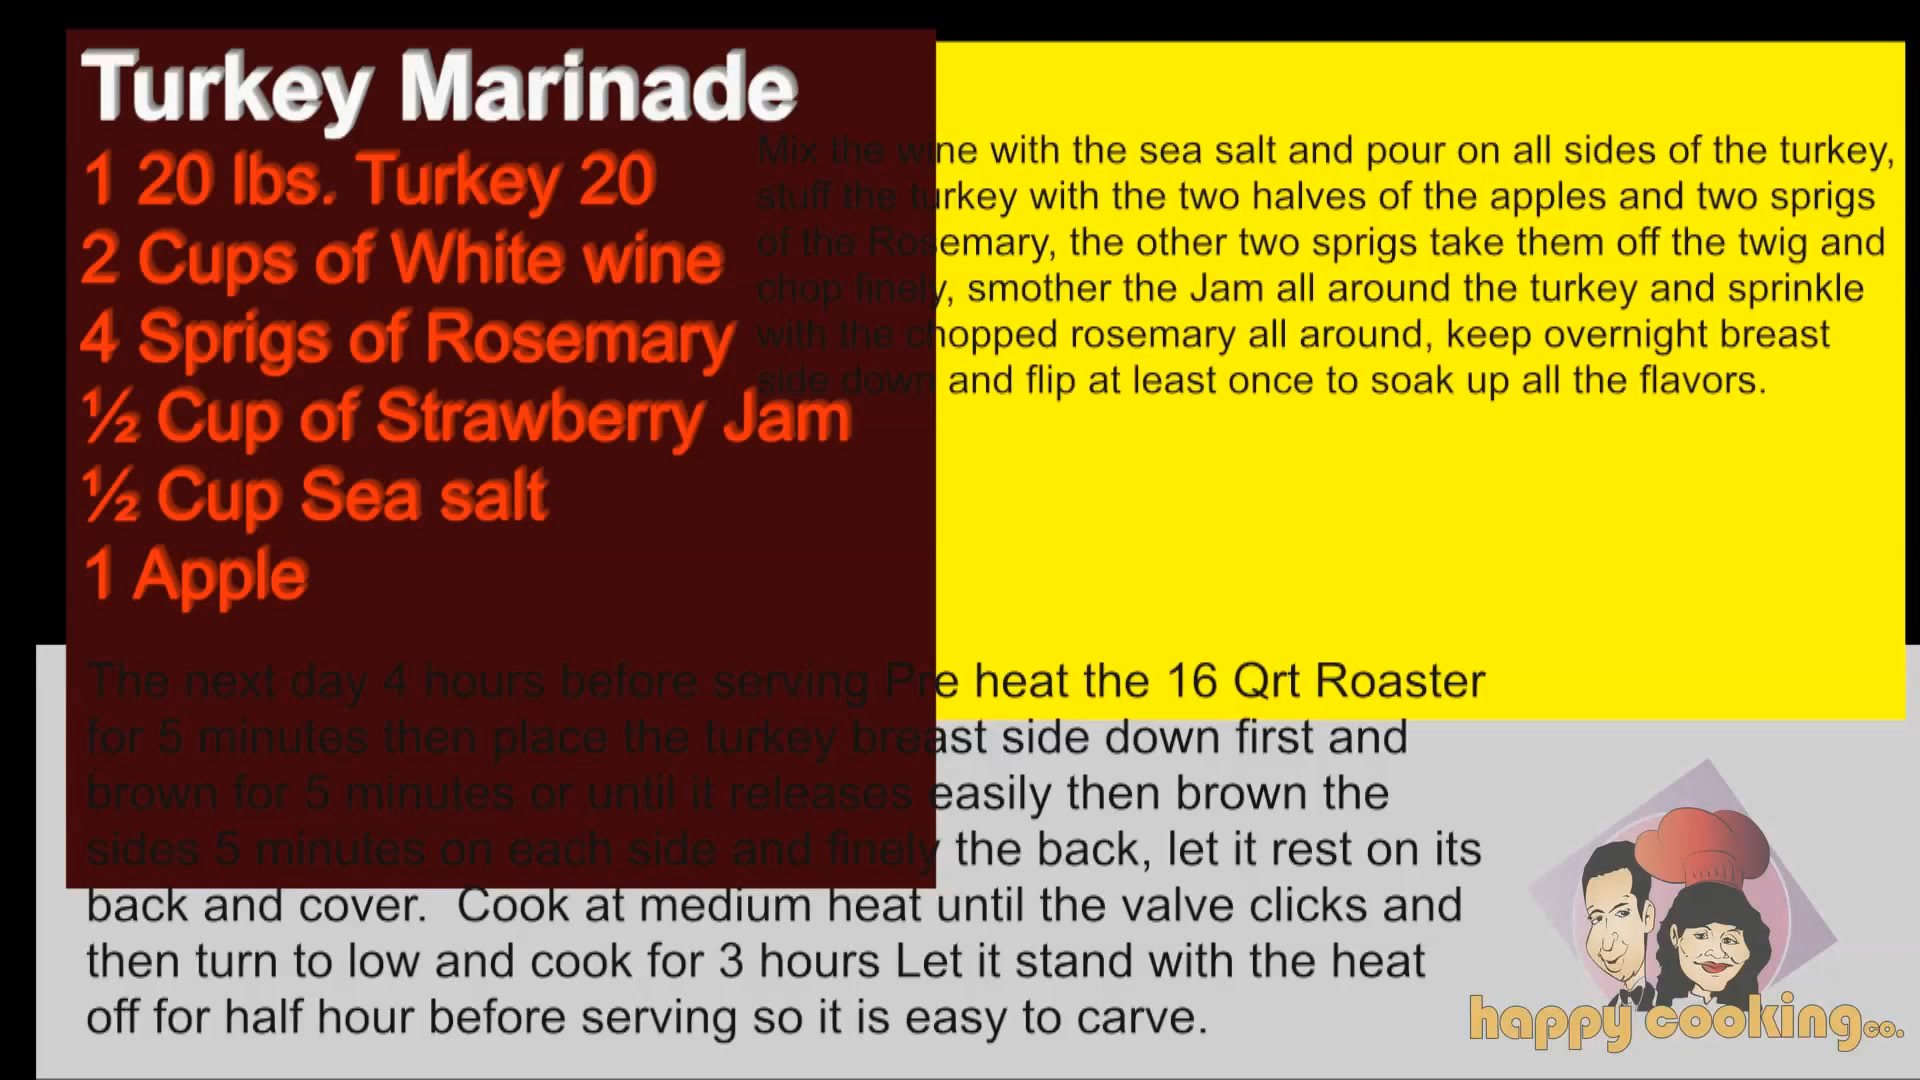 Turkey Marinade
1 20 lbs. Turkey 20
2 Cups of White wine
4 Sprigs of Rosemary
½ Cup of Strawberry Jam
½ Cup Sea salt
1 Apple
Mix the wine with the sea salt and pour on all sides of the turkey,
stuff the turkey with the two halves of the apples and two sprigs
of the Rosemary, the other two sprigs take them off the twig and
chop finely, smother the Jam all around the turkey and sprinkle
with the chopped rosemary all around, keep overnight breast
side down and flip at least once to soak up all the flavors.
The next day 4 hours before serving Pre heat the 16 Qrt Roaster
for 5 minutes then place the turkey breast side down first and
brown for 5 minutes or until it releases easily then brown the
sides 5 minutes on each side and finely the back, let it rest on its
back and cover. Cook at medium heat until the valve clicks and
then turn to low and cook for 3 hours Let it stand with the heat
off for half hour before serving so it is easy to carve.
happy cooking co.